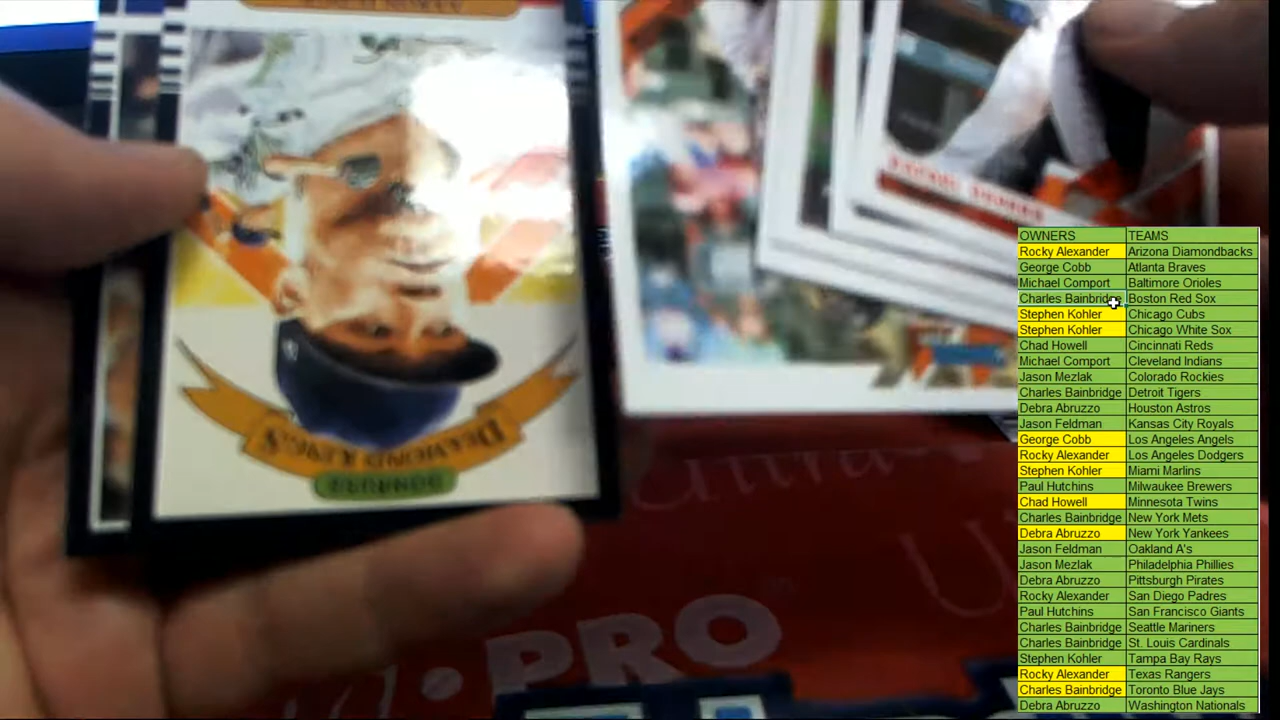 DIAMOND KINGS
OWNERS TEAMS
Rocky Alexander Arizona Diamondbacks
George Cobb Atlanta Braves
Michael Comport Baltimore Orioles
Charles Bainbridge Boston Red Sox
Stephen Kohler Chicago Cubs
Stephen Kohler Chicago White Sox
Chad Howell Cincinnati Reds
Michael Comport Cleveland Indians
Jason Mezlak Colorado Rockies
Charles Bainbridge Detroit Tigers
Debra Abruzzo Houston Astros
Jason Feldman Kansas City Royals
George Cobb Los Angeles Angels
Rocky Alexander Los Angeles Dodgers
Stephen Kohler Miami Marlins
Paul Hutchins Milwaukee Brewers
Chad Howell Minnesota Twins
Charles Bainbridge New York Mets
Debra Abruzzo New York Yankees
Jason Feldman Oakland A's
Jason Mezlak Philadelphia Phillies
Debra Abruzzo Pittsburgh Pirates
Rocky Alexander San Diego Padres
Paul Hutchins San Francisco Giants
Charles Bainbridge Seattle Mariners
Charles Bainbridge St. Louis Cardinals
Stephen Kohler Tampa Bay Rays
Rocky Alexander Texas Rangers
Charles Bainbridge Toronto Blue Jays
Debra Abruzzo Washington Nationals
PRO